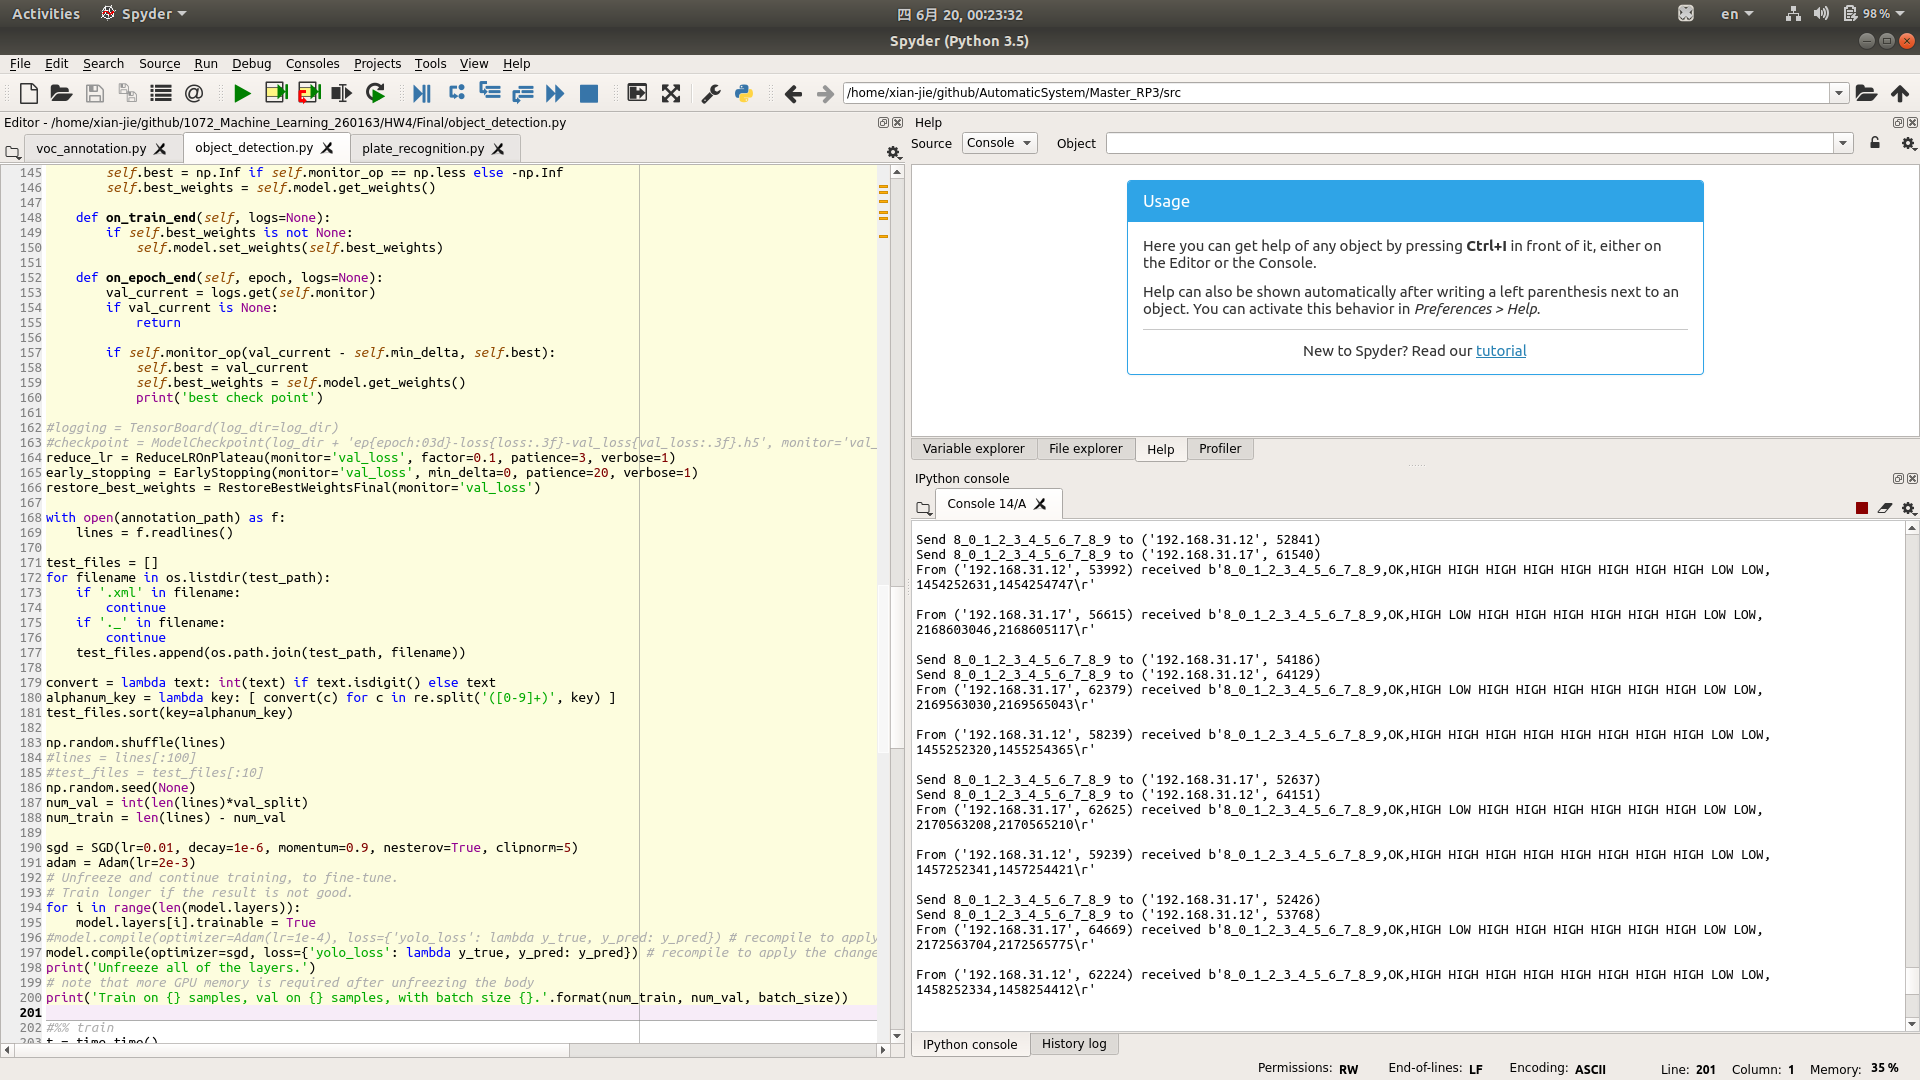 Activities
Spyder
四 6月 20, 00:23:32
en
98 %
Spyder (Python 3.5)
File Edit Search Source Run Debug Consoles Projects Tools View Help
/home/xian-jie/github/AutomaticSystem/Master_RP3/src
Editor - /home/xian-jie/github/1072_Machine_Learning_260163/HW4/Final/object_detection.py
voc_annotation.py
object_detection.py
plate_recognition.py
145         self.best = np.Inf if self.monitor_op == np.less else -np.Inf
146         self.best_weights = self.model.get_weights()
147
148     def on_train_end(self, logs=None):
149         if self.best_weights is not None:
150             self.model.set_weights(self.best_weights)
151
152     def on_epoch_end(self, epoch, logs=None):
153         val_current = logs.get(self.monitor)
154         if val_current is None:
155             return
156
157         if self.monitor_op(val_current - self.min_delta, self.best):
158             self.best = val_current
159             self.best_weights = self.model.get_weights()
160             print('best check point')
161
162 #logging = TensorBoard(log_dir=log_dir)
163 #checkpoint = ModelCheckpoint(log_dir + 'ep{epoch:03d}-loss{loss:.3f}-val_loss{val_loss:.3f}.h5', monitor='val_
164 reduce_lr = ReduceLROnPlateau(monitor='val_loss', factor=0.1, patience=3, verbose=1)
165 early_stopping = EarlyStopping(monitor='val_loss', min_delta=0, patience=20, verbose=1)
166 restore_best_weights = RestoreBestWeightsFinal(monitor='val_loss')
167
168 with open(annotation_path) as f:
169     lines = f.readlines()
170
171 test_files = []
172 for filename in os.listdir(test_path):
173     if '.xml' in filename:
174         continue
175     if '._' in filename:
176         continue
177     test_files.append(os.path.join(test_path, filename))
178
179 convert = lambda text: int(text) if text.isdigit() else text
180 alphanum_key = lambda key: [ convert(c) for c in re.split('([0-9]+)', key) ]
181 test_files.sort(key=alphanum_key)
182
183 np.random.shuffle(lines)
184 #lines = lines[:100]
185 #test_files = test_files[:10]
186 np.random.seed(None)
187 num_val = int(len(lines)*val_split)
188 num_train = len(lines) - num_val
189
190 sgd = SGD(lr=0.01, decay=1e-6, momentum=0.9, nesterov=True, clipnorm=5)
191 adam = Adam(lr=2e-3)
192 # Unfreeze and continue training, to fine-tune.
193 # Train longer if the result is not good.
194 for i in range(len(model.layers)):
195     model.layers[i].trainable = True
196 #model.compile(optimizer=Adam(lr=1e-4), loss={'yolo_loss': lambda y_true, y_pred: y_pred}) # recompile to apply
197 model.compile(optimizer=sgd, loss={'yolo_loss': lambda y_true, y_pred: y_pred}) # recompile to apply the change
198 print('Unfreeze all of the layers.')
199 # note that more GPU memory is required after unfreezing the body
200 print('Train on {} samples, val on {} samples, with batch size {}.'.format(num_train, num_val, batch_size))
201
202 #%% train
203 t = time.time()
Help
Source Console Object
Usage
Here you can get help of any object by pressing Ctrl+I in front of it, either on
the Editor or the Console.
Help can also be shown automatically after writing a left parenthesis next to an
object. You can activate this behavior in Preferences > Help.
New to Spyder? Read our tutorial
Variable explorer File explorer Help Profiler
IPython console
Console 14/A
Send 8_0_1_2_3_4_5_6_7_8_9 to ('192.168.31.12', 52841)
Send 8_0_1_2_3_4_5_6_7_8_9 to ('192.168.31.17', 61540)
From ('192.168.31.12', 53992) received b'8_0_1_2_3_4_5_6_7_8_9,OK,HIGH HIGH HIGH HIGH HIGH HIGH HIGH HIGH LOW LOW,
1454252631,1454254747\r'
From ('192.168.31.17', 56615) received b'8_0_1_2_3_4_5_6_7_8_9,OK,HIGH LOW HIGH HIGH HIGH HIGH HIGH HIGH LOW LOW,
2168603046,2168605117\r'
Send 8_0_1_2_3_4_5_6_7_8_9 to ('192.168.31.17', 54186)
Send 8_0_1_2_3_4_5_6_7_8_9 to ('192.168.31.12', 64129)
From ('192.168.31.17', 62379) received b'8_0_1_2_3_4_5_6_7_8_9,OK,HIGH LOW HIGH HIGH HIGH HIGH HIGH HIGH LOW LOW,
2169563030,2169565043\r'
From ('192.168.31.12', 58239) received b'8_0_1_2_3_4_5_6_7_8_9,OK,HIGH HIGH HIGH HIGH HIGH HIGH HIGH HIGH LOW LOW,
1455252320,1455254365\r'
Send 8_0_1_2_3_4_5_6_7_8_9 to ('192.168.31.17', 52637)
Send 8_0_1_2_3_4_5_6_7_8_9 to ('192.168.31.12', 64151)
From ('192.168.31.17', 62625) received b'8_0_1_2_3_4_5_6_7_8_9,OK,HIGH LOW HIGH HIGH HIGH HIGH HIGH HIGH LOW LOW,
2170563208,2170565210\r'
From ('192.168.31.12', 59239) received b'8_0_1_2_3_4_5_6_7_8_9,OK,HIGH HIGH HIGH HIGH HIGH HIGH HIGH HIGH LOW LOW,
1457252341,1457254421\r'
Send 8_0_1_2_3_4_5_6_7_8_9 to ('192.168.31.17', 52426)
Send 8_0_1_2_3_4_5_6_7_8_9 to ('192.168.31.12', 53768)
From ('192.168.31.17', 64669) received b'8_0_1_2_3_4_5_6_7_8_9,OK,HIGH LOW HIGH HIGH HIGH HIGH HIGH HIGH LOW LOW,
2172563704,2172565775\r'
From ('192.168.31.12', 62224) received b'8_0_1_2_3_4_5_6_7_8_9,OK,HIGH HIGH HIGH HIGH HIGH HIGH HIGH HIGH LOW LOW,
1458252334,1458254412\r'
IPython console History log
Permissions: RW End-of-lines: LF Encoding: ASCII Line: 201 Column: 1 Memory: 35 %